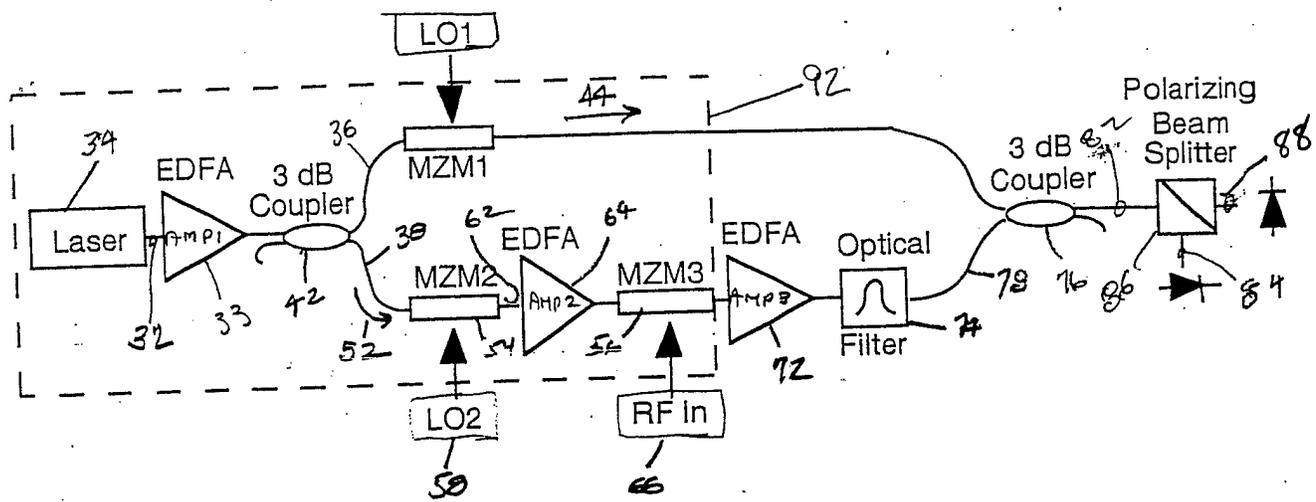 LO1
44
92
Polarizing
Beam
Splitter
88
34
36
EDFA
3 dB
Coupler
MZM1
3 dB
Coupler
Laser
AMP1
38
62
64
EDFA
EDFA
Optical
MZM2
MZM3
AMP2
AMP3
42
78
76
86
84
32
33
52
54
56
72
74
Filter
LO2
RF in
58
66